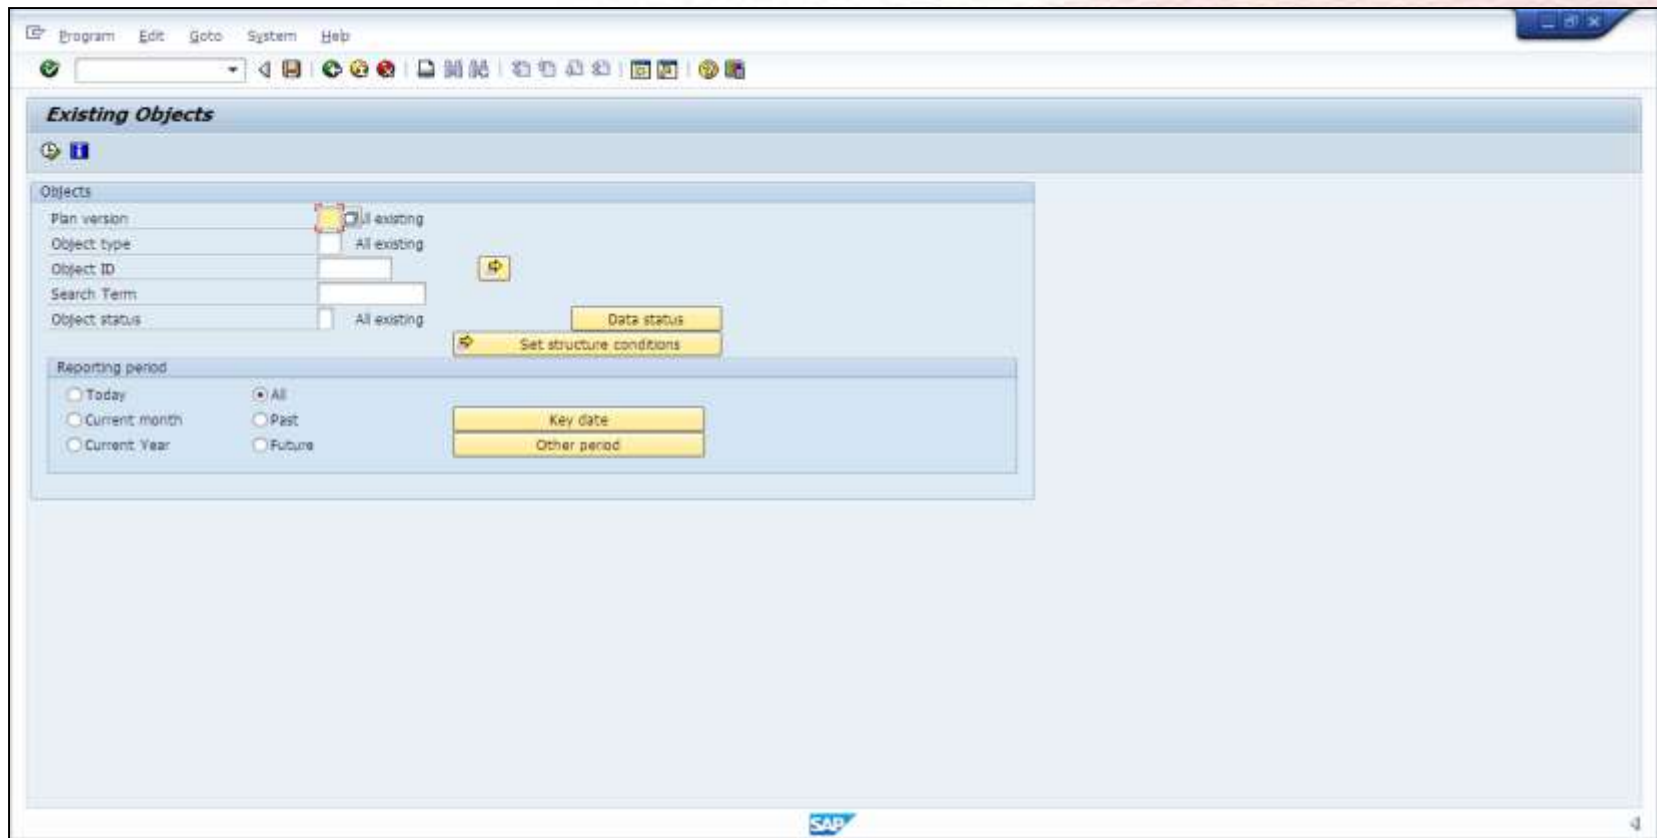 Program Edit Goto System Help
Existing Objects
Objects
Plan version ll existing
Object type All existing
Object ID
Search Term
Object status All existing Data status
Set structure conditions
Reporting period
Today All
Current month Past Key date
Current Year Future Other period
SAP